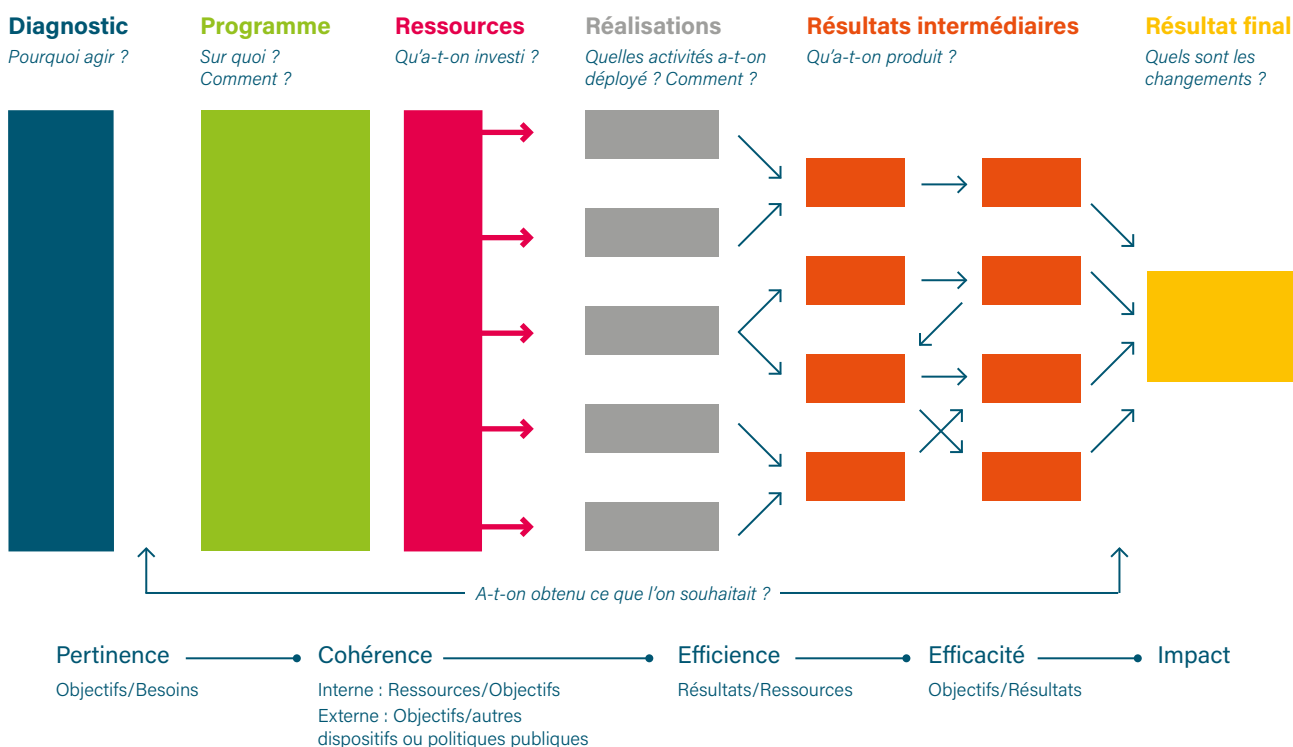 Diagnostic
Pourquoi agir ?
Programme
Sur quoi ?
Comment ?
Ressources
Qu'a-t-on investi ?
Réalisations
Quelles activités a-t-on
déployé ? Comment ?
Résultats intermédiaires
Qu'a-t-on produit ?
Résultat final
Quels sont les
changements ?
A-t-on obtenu ce que l'on souhaitait ?
Pertinence
Objectifs/Besoins
Cohérence
Interne : Ressources/Objectifs
Externe : Objectifs/autres
dispositifs ou politiques publiques
Efficience
Résultats/Ressources
Efficacité
Objectifs/Résultats
Impact